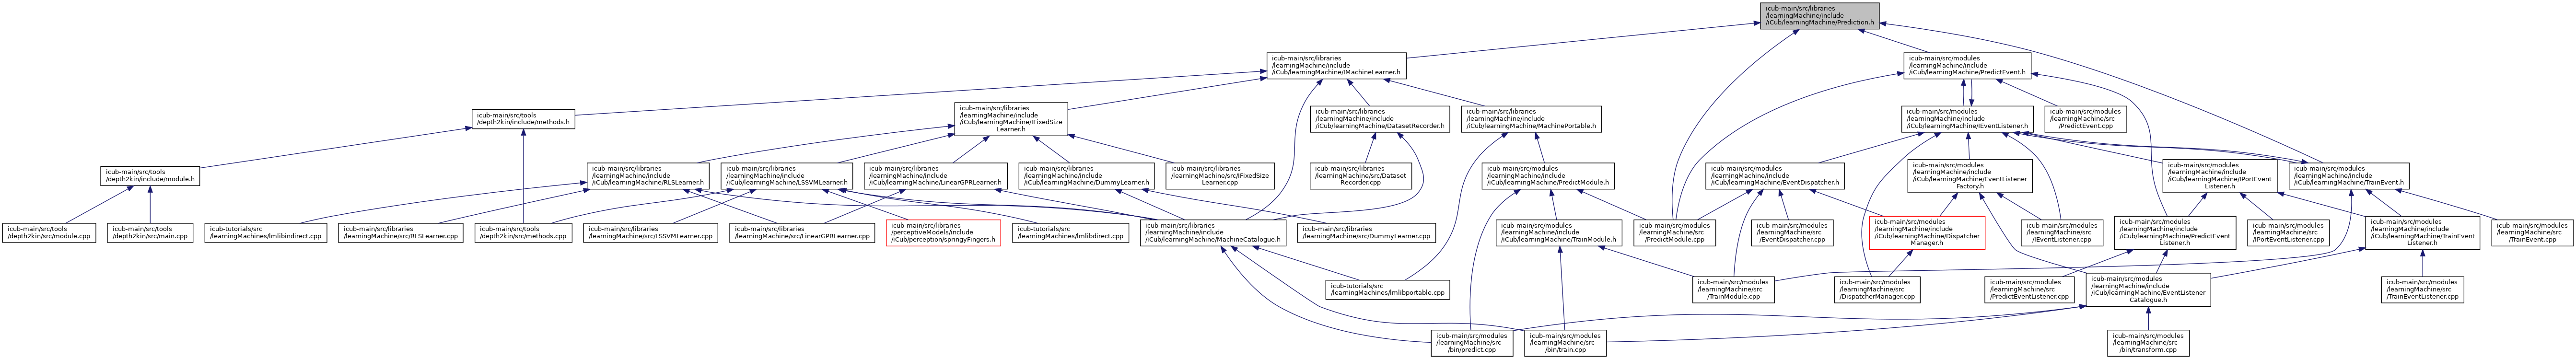 icub-main/src/libraries
/learningMachine/include
/iCub/learningMachine/Prediction.h
icub-main/src/libraries
/learningMachine/include
/iCub/learningMachine/IMachineLearner.h
icub-main/src/modules
/learningMachine/include
/iCub/learningMachine/PredictEvent.h
icub-main/src/tools
/depth2kin/include/methods.h
icub-main/src/libraries
/learningMachine/include
/iCub/learningMachine/IFixedSize
Learner.h
icub-main/src/libraries
/learningMachine/include
/iCub/learningMachine/DatasetRecorder.h
icub-main/src/libraries
/learningMachine/include
/iCub/learningMachine/MachinePortable.h
icub-main/src/modules
/learningMachine/include
/iCub/learningMachine/IEventListener.h
icub-main/src/modules
/learningMachine/src
/PredictEvent.cpp
icub-main/src/tools
/depth2kin/include/module.h
icub-main/src/libraries
/learningMachine/include
/iCub/learningMachine/RLSLearner.h
icub-main/src/libraries
/learningMachine/include
/iCub/learningMachine/LSSVMLearner.h
icub-main/src/libraries
/learningMachine/include
/iCub/learningMachine/LinearGPRLearner.h
icub-main/src/libraries
/learningMachine/include
/iCub/learningMachine/DummyLearner.h
icub-main/src/libraries
/learningMachine/src/IFixedSize
Learner.cpp
icub-main/src/libraries
/learningMachine/src/Dataset
Recorder.cpp
icub-main/src/modules
/learningMachine/include
/iCub/learningMachine/PredictModule.h
icub-main/src/modules
/learningMachine/include
/iCub/learningMachine/EventDispatcher.h
icub-main/src/modules
/learningMachine/include
/iCub/learningMachine/EventListener
Factory.h
icub-main/src/modules
/learningMachine/include
/iCub/learningMachine/IPortEvent
Listener.h
icub-main/src/modules
/learningMachine/include
/iCub/learningMachine/TrainEvent.h
icub-main/src/tools
/depth2kin/src/module.cpp
icub-main/src/tools
/depth2kin/src/main.cpp
icub-tutorials/src
/learningMachines/lmlibindirect.cpp
icub-main/src/libraries
/learningMachine/src/RLSLearner.cpp
icub-main/src/tools
/depth2kin/src/methods.cpp
icub-main/src/libraries
/learningMachine/src/LSSVMLearner.cpp
icub-main/src/libraries
/learningMachine/src/LinearGPRLearner.cpp
icub-main/src/libraries
/perceptiveModels/include
/iCub/perception/springyFingers.h
icub-tutorials/src
/learningMachines/lmlibdirect.cpp
icub-main/src/libraries
/learningMachine/include
/iCub/learningMachine/MachineCatalogue.h
icub-main/src/libraries
/learningMachine/src/DummyLearner.cpp
icub-main/src/modules
/learningMachine/include
/iCub/learningMachine/TrainModule.h
icub-main/src/modules
/learningMachine/src
/PredictModule.cpp
icub-main/src/modules
/learningMachine/src
/EventDispatcher.cpp
icub-main/src/modules
/learningMachine/include
/iCub/learningMachine/Dispatcher
Manager.h
icub-main/src/modules
/learningMachine/src
/IEventListener.cpp
icub-main/src/modules
/learningMachine/include
/iCub/learningMachine/PredictEvent
Listener.h
icub-main/src/modules
/learningMachine/src
/IPortEventListener.cpp
icub-main/src/modules
/learningMachine/include
/iCub/learningMachine/TrainEvent
Listener.h
icub-main/src/modules
/learningMachine/src
/TrainEvent.cpp
icub-tutorials/src
/learningMachines/lmlibportable.cpp
icub-main/src/modules
/learningMachine/src
/TrainModule.cpp
icub-main/src/modules
/learningMachine/src
/DispatcherManager.cpp
icub-main/src/modules
/learningMachine/src
/PredictEventListener.cpp
icub-main/src/modules
/learningMachine/include
/iCub/learningMachine/EventListener
Catalogue.h
icub-main/src/modules
/learningMachine/src
/TrainEventListener.cpp
icub-main/src/modules
/learningMachine/src
/bin/predict.cpp
icub-main/src/modules
/learningMachine/src
/bin/train.cpp
icub-main/src/modules
/learningMachine/src
/bin/transform.cpp